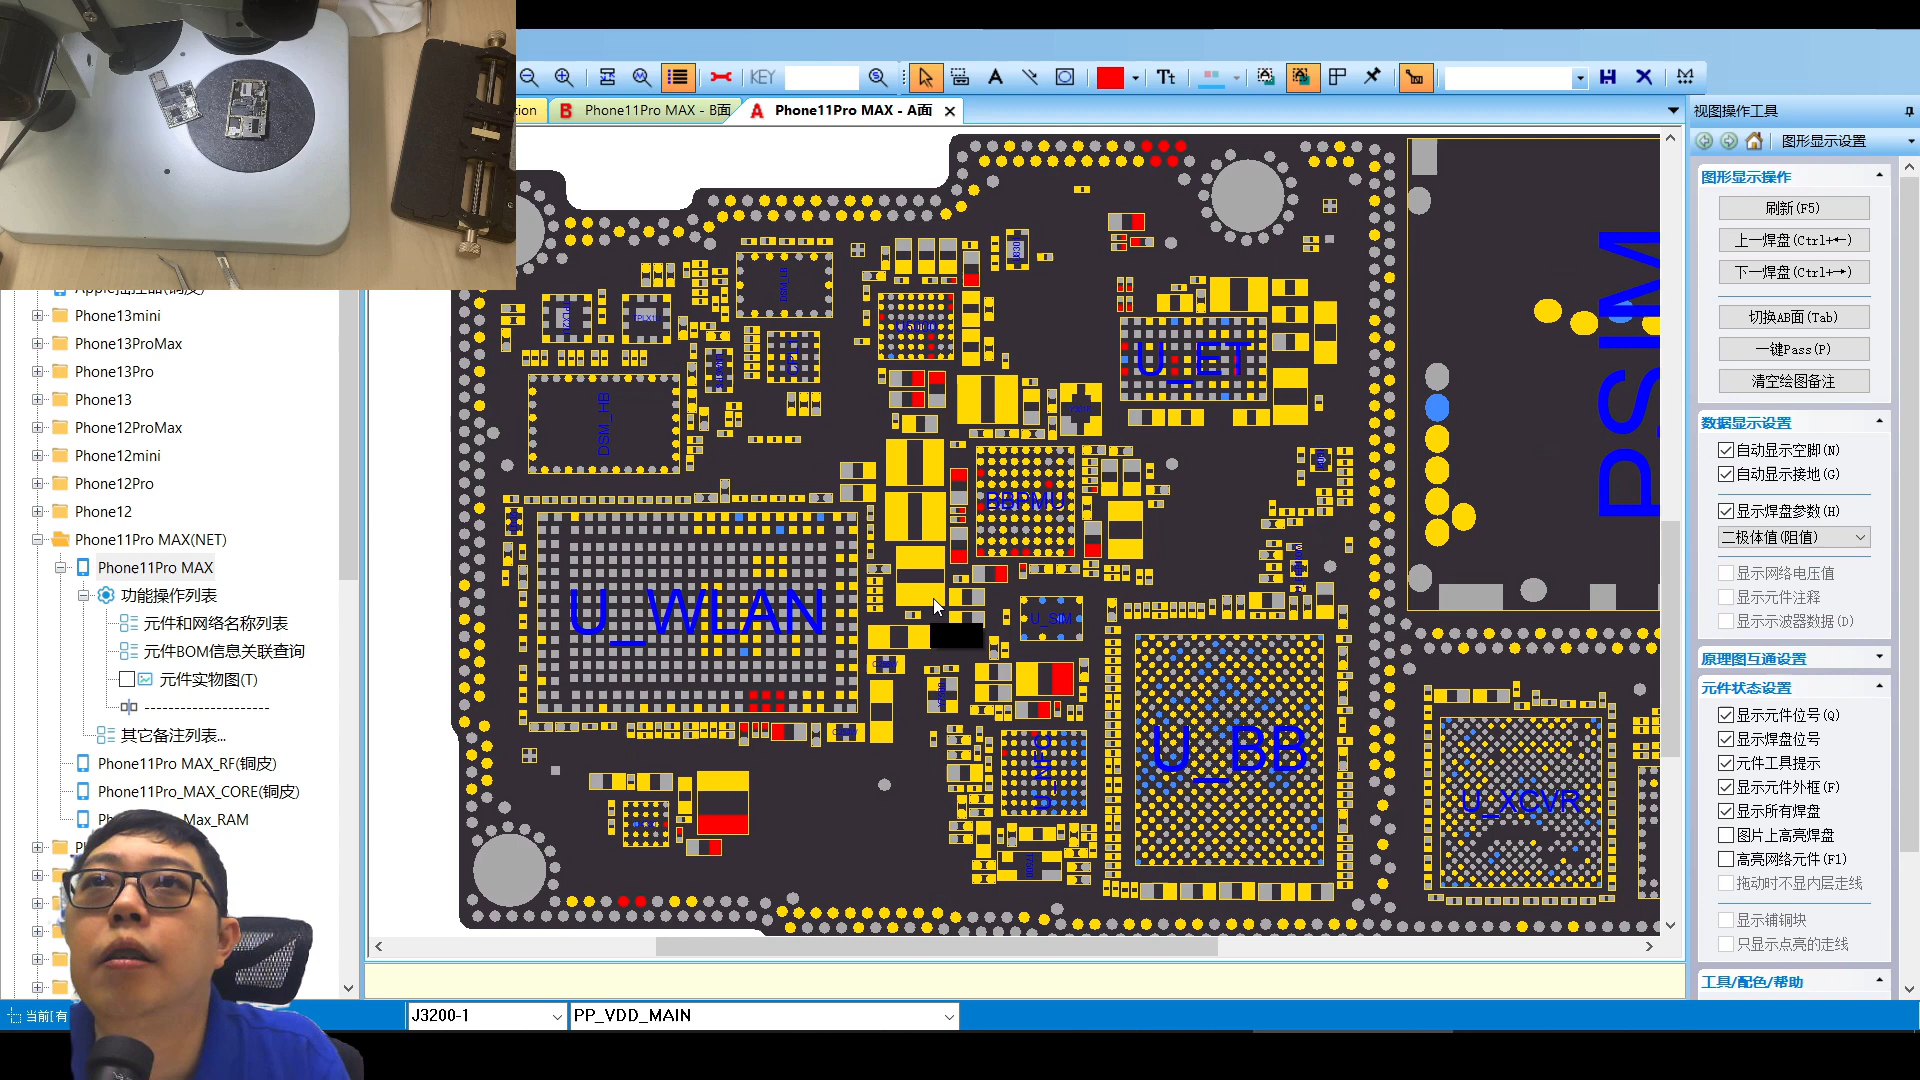 KEY
Tt
tion
B Phone11Pro MAX - B面
A Phone11Pro MAX - A面
视图操作工具
图形显示设置
图形显示操作
刷新(F5)
上一焊盘(Ctrl+←)
下一焊盘(Ctrl+→)
切换AB面(Tab)
一键Pass(P)
清空绘图备注
数据显示设置
自动显示空脚(N)
自动显示接地(G)
显示焊盘参数(H)
二极体值(阻值)
显示网络电压值
显示元件注释
显示示波器数据(D)
原理图互通设置
元件状态设置
显示元件位号(Q)
显示焊盘位号
元件工具提示
显示元件外框(F)
显示所有焊盘
图片上高亮焊盘
高亮网络元件(F1)
拖动时不显内层走线
显示铺铜块
只显示点亮的走线
工具/配色/帮助
Phone13mini
Phone13ProMax
Phone13Pro
Phone13
Phone12ProMax
Phone12mini
Phone12Pro
Phone12
Phone11Pro MAX(NET)
Phone11Pro MAX
功能操作列表
元件和网络名称列表
元件BOM信息关联查询
元件实物图(T)
--------------------
其它备注列表...
Phone11Pro MAX_RF(铜皮)
Phone11Pro_MAX_CORE(铜皮)
Max_RAM
DSM_LB
DSM_HB
U_ET
BBPMU
U_WLAN
U_SIM
U_BB
U_XCVR
PSIM
当前[有
J3200-1
PP_VDD_MAIN